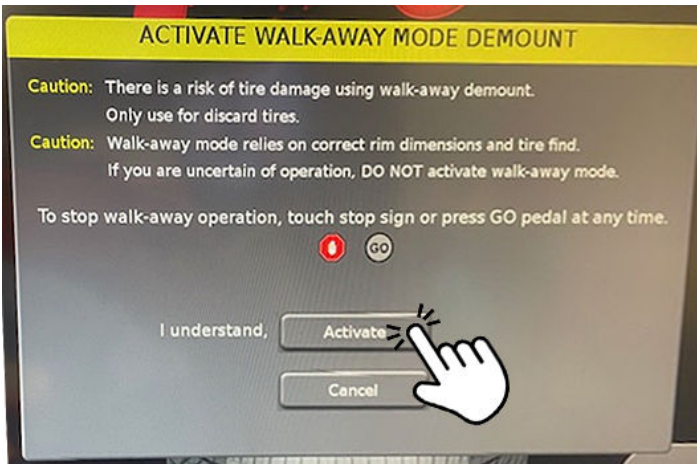 ACTIVATE WALK-AWAY MODE DEMOUNT
Caution: There is a risk of tire damage using walk-away demount.
Only use for discard tires.
Caution: Walk-away mode relies on correct rim dimensions and tire find.
If you are uncertain of operation, DO NOT activate walk-away mode.
To stop walk-away operation, touch stop sign or press GO pedal at any time.
GO
I understand, Activate
Cancel